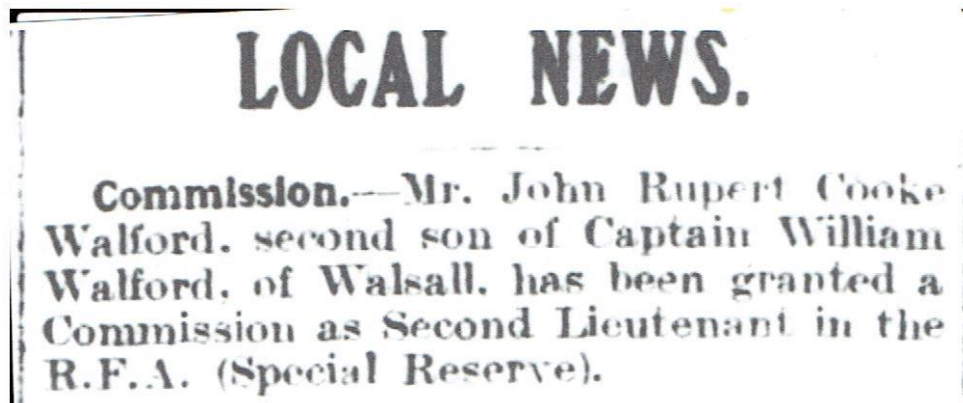 LOCAL NEWS.
Commission.—Mr. John Rupert Cooke
Walford, second son of Captain William
Walford, of Walsall, has been granted a
Commission as Second Lieutenant in the
R.F.A. (Special Reserve).